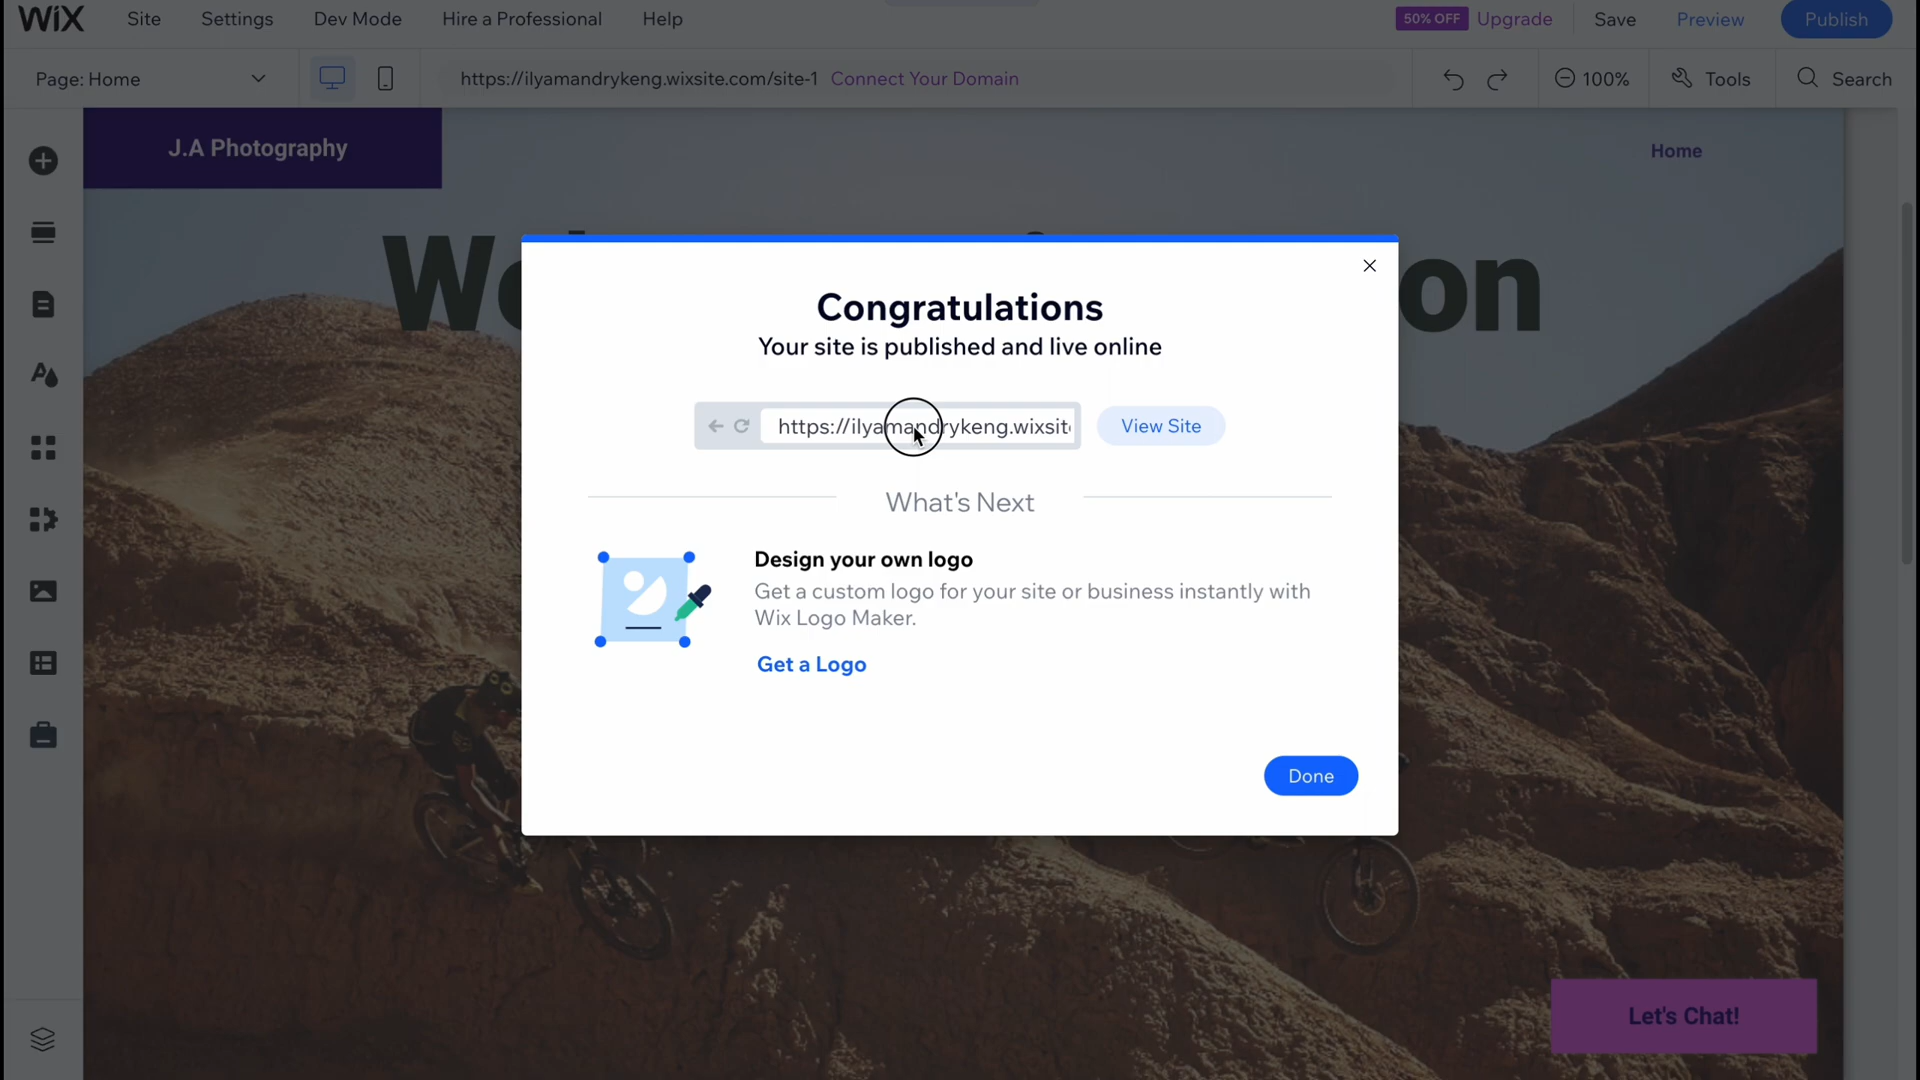 WiX
Site
Settings
Dev Mode
Hire a Professional
Help
50% OFF
Upgrade
Save
Preview
Publish
Page: Home
https://ilyamandrykeng.wixsite.com/site-1
Connect Your Domain
100%
Tools
Search
J.A Photography
Home
on
Congratulations
Your site is published and live online
https://ilyamandrykeng.wixsit
View Site
What's Next
Design your own logo
Get a custom logo for your site or business instantly with
Wix Logo Maker.
Get a Logo
Done
Let's Chat!